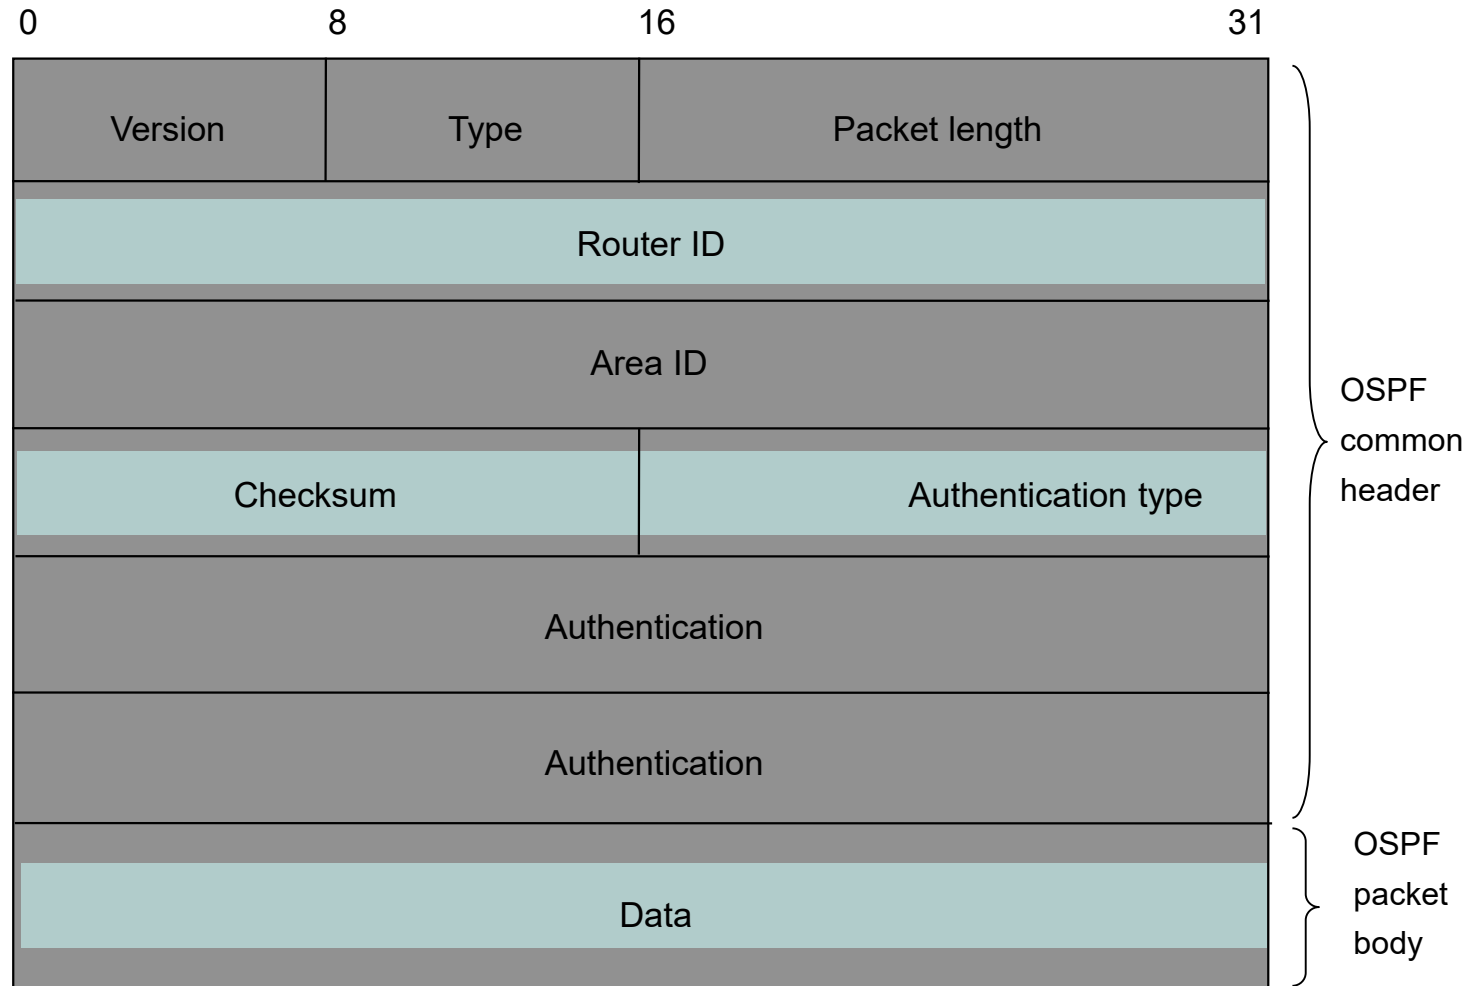 0 8 16 31
Version Type Packet length
Router ID
Area ID
OSPF
common
header
Checksum Authentication type
Authentication
Authentication
OSPF
packet
body
Data